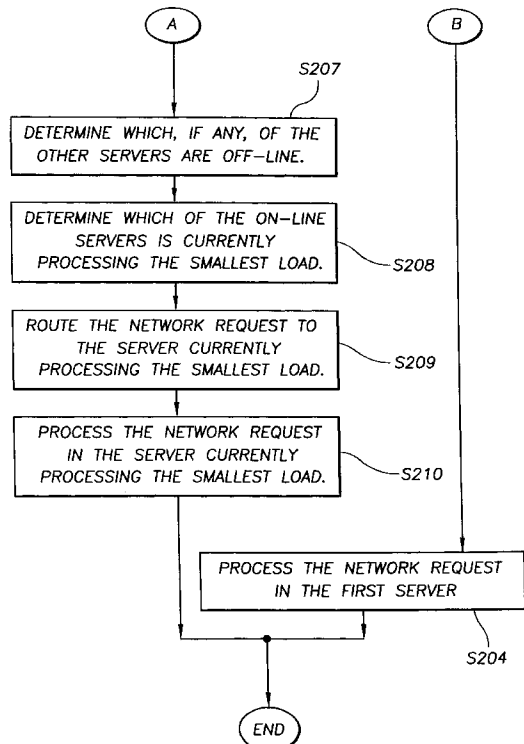 A
B
S207
DETERMINE WHICH, IF ANY, OF THE
OTHER SERVERS ARE OFF-LINE.
DETERMINE WHICH OF THE ON-LINE
SERVERS IS CURRENTLY
PROCESSING THE SMALLEST LOAD.
S208
ROUTE THE NETWORK REQUEST TO
THE SERVER CURRENTLY
PROCESSING THE SMALLEST LOAD.
S209
PROCESS THE NETWORK REQUEST
IN THE SERVER CURRENTLY
PROCESSING THE SMALLEST LOAD.
S210
PROCESS THE NETWORK REQUEST
IN THE FIRST SERVER
S204
END